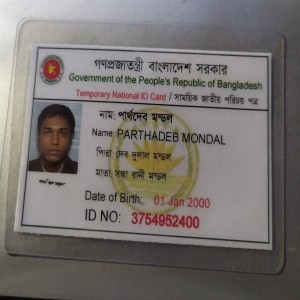 গণপ্রজাতন্ত্রী বাংলাদেশ সরকার
Government of the People's Republic of Bangladesh
Temporary National ID Card / সাময়িক জাতীয় পরিচয় পত্র
নাম: পার্থদেব মন্ডল
Name: PARTHADEB MONDAL
পিতা: দেব দুলাল মন্ডল
মাতা: সন্ধা রানী মন্ডল
Date of Birth: 01 Jan 2000
ID NO: 3754952400